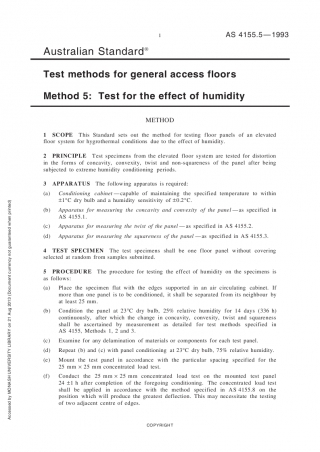 1
AS 4155.5—1993
Australian Standard®
Test methods for general access floors
Method 5: Test for the effect of humidity
METHOD
1 SCOPE This Standard sets out the method for testing floor panels of an elevated
floor system for hygrothermal condition due to the effect of humidity.
2 PRINCIPLE Test specimens from the elevated floor system are tested for distortion
in the forms of concavity, convexity, twist and non-squareness of the panel after being
subjected to extreme humidity conditioning periods.
3 APPARATUS The following apparatus is required:
(a) Conditioning cabinet—capable of maintaining the specified temperature to within
±1°C dry bulb and a humidity sensitivity of ±0.2°C.
(b) Apparatus for measuring the concavity and convexity of the panel—as specified in
AS 4155.1.
(c) Apparatus for measuring the twist of the panel—as specified in AS 4155.2.
(d) Apparatus for measuring the squareness of the panel—as specified in AS 4155.3.
4 TEST SPECIMEN The test specimens shall be one floor panel without covering
selected at random from samples submitted.
5 PROCEDURE The procedure for testing the effect of humidity on the specimens is
as follows:
(a) Place the specimen flat with the edges supported in an air circulating cabinet. If
more than one panel is to be conditioned, it shall be separated from its neighbour by
at least 25 mm.
(b) Condition the panel at 23°C dry bulb, 25% relative humidity for 14 days (336 h)
continuously, after which the change in concavity, convexity, twist and squareness
shall be ascertained by measurement as detailed for test methods specified in
AS 4155, Methods 1, 2 and 3.
(c) Examine for any delamination of materials or components for each test panel.
(d) Repeat (b) and (c) with panel conditioning at 23°C dry bulb, 75% relative humidity.
(e) Mount the test panel in accordance with the particular spacing specified for the
25 mm × 25 mm concentrated load test.
(f) Conduct the 25 mm × 25 mm concentrated load test on the mounted test panel
24 ±1 h after completion of the foregoing conditioning. The concentrated load test
shall be applied in accordance with the method specified in AS 4155.8 on the
position which will produce the greatest deflection. This may necessitate the testing
of two adjacent centre of edges.
COPYRIGHT
Accessed by MONASH UNIVERSITY LIBRARY on 21 Aug 2013 (Document currency not guaranteed when printed)